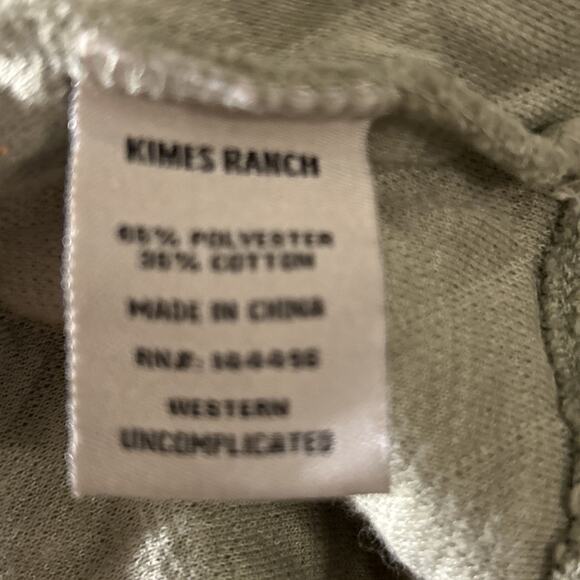 KIMES RANCH
65% POLYESTER
35% COTTON
MADE IN CHINA
RN#:
WESTERN
UNCOMPLICATED